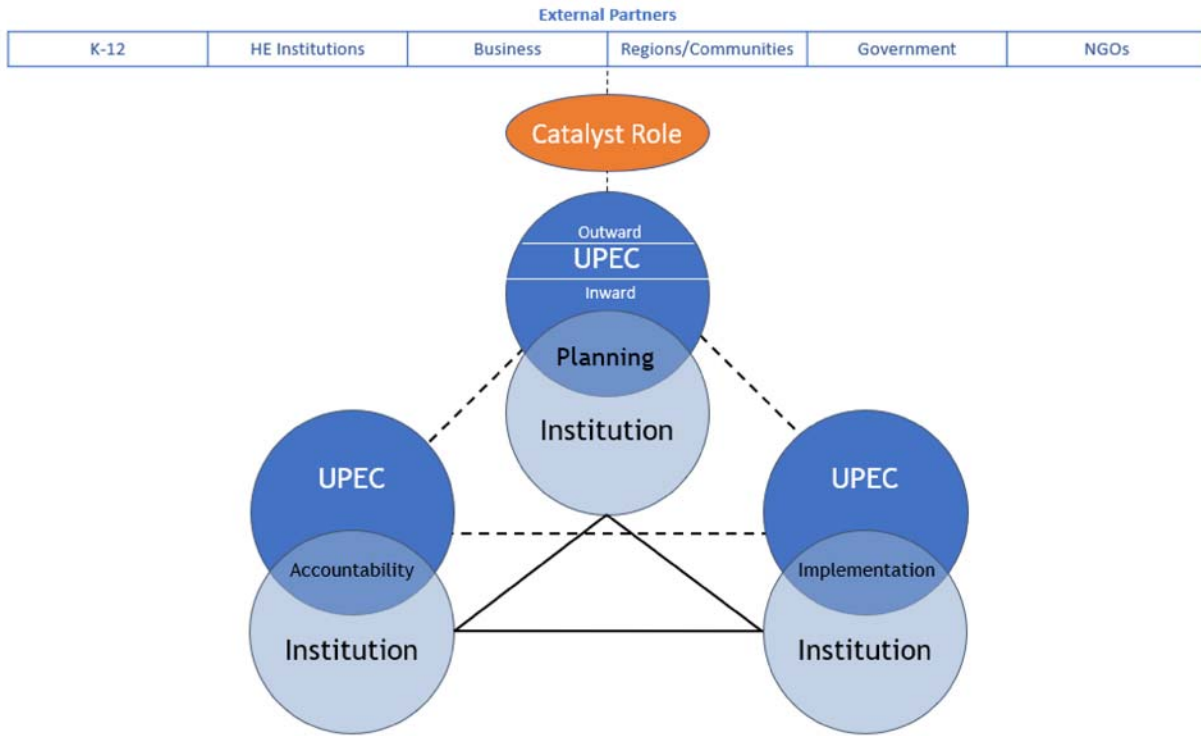 External Partners
K-12 HE Institutions Business Regions/Communities Government NGOs
Catalyst Role
Outward
UPEC
Inward
Planning
Institution
UPEC
UPEC
Accountability
Implementation
Institution
Institution